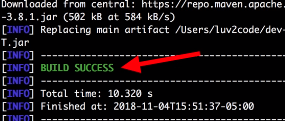 Downloaded from central: https://repo.maven.apache.
-3.8.1.jar (502 kB at 584 kB/s)
[INFO] Replacing main artifact /Users/luv2code/dev-
T.jar
[INFO] ------------------------------------
[INFO] BUILD SUCCESS
[INFO] ------------------------------------
[INFO] Total time: 10.320 s
[INFO] Finished at: 2018-11-04T15:51:37-05:00
[INFO] ------------------------------------